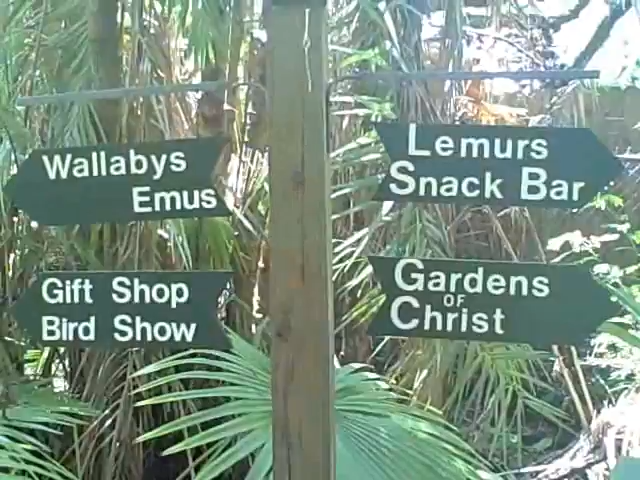 Wallabys
Emus
Gift Shop
Bird Show
Lemurs
Snack Bar
Gardens
OF
Christ